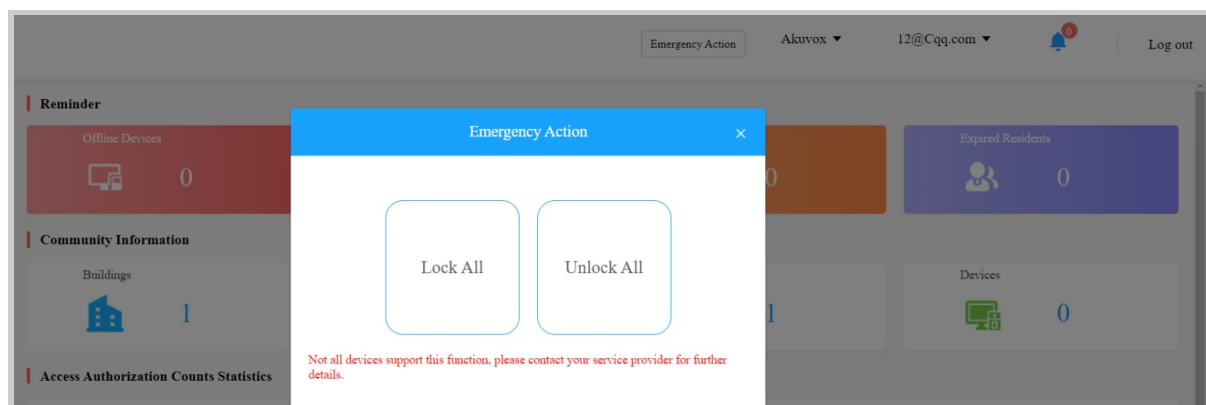 Emergency Action
Akuvox
12@Cqq.com
0
Log out
Reminder
Offline Devices
0
Emergency Action
×
0
Expired Residents
0
Community Information
Buildings
1
Lock All
Unlock All
1
Devices
0
Not all devices support this function, please contact your service provider for further
details.
Access Authorization Counts Statistics